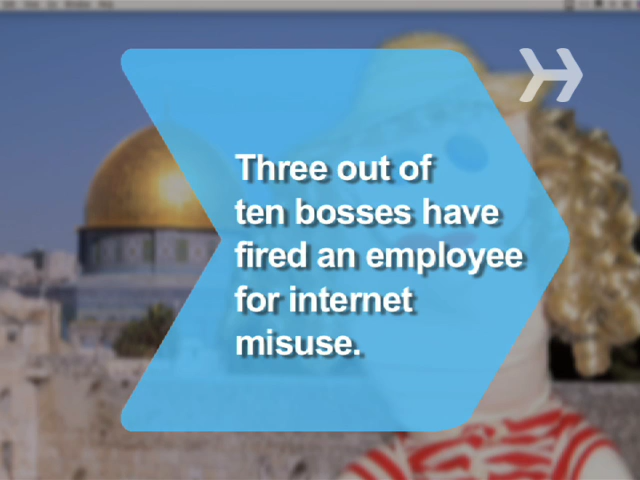 Three out of
ten bosses have
fired an employee
for internet
misuse.